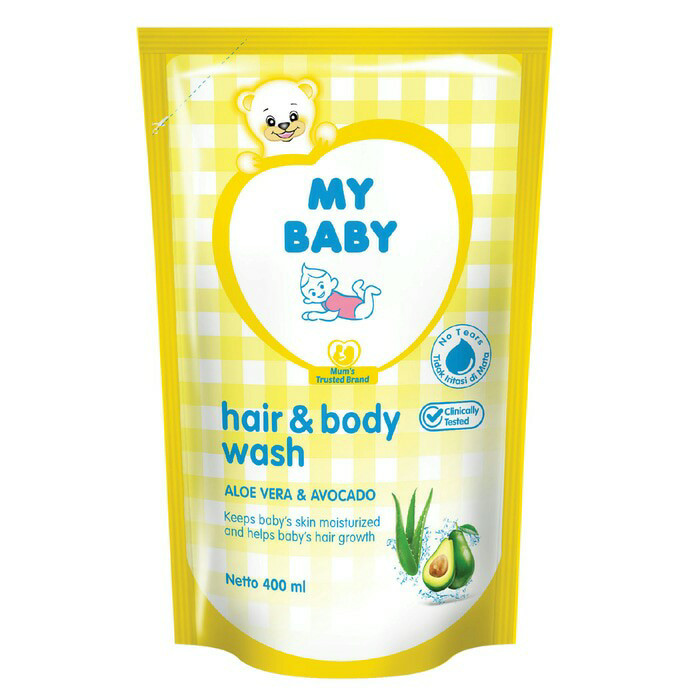 MY
BABY
Mum's
Trusted Brand
No Tears
Tidak Iritasi di Mata
hair & body
wash
Clinically
Tested
ALOE VERA & AVOCADO
Keeps baby's skin moisturized
and helps baby's hair growth
Netto 400 ml